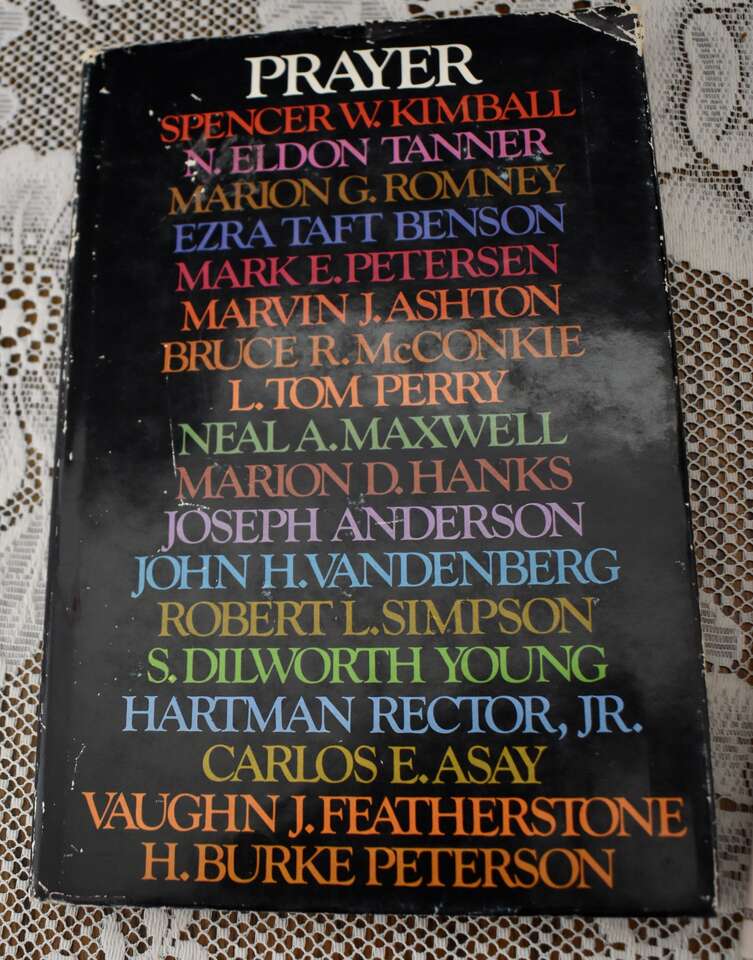 PRAYER
SPENCER W. KIMBALL
N. ELDON TANNER
MARION G. ROMNEY
EZRA TAFT BENSON
MARK E. PETERSEN
MARVIN J. ASHTON
BRUCE R. McCONKIE
L. TOM PERRY
NEAL A. MAXWELL
MARION D. HANKS
JOSEPH ANDERSON
JOHN H. VANDENBERG
ROBERT L. SIMPSON
S. DILWORTH YOUNG
HARTMAN RECTOR, JR.
CARLOS E. ASAY
VAUGHN J. FEATHERSTONE
H. BURKE PETERSON